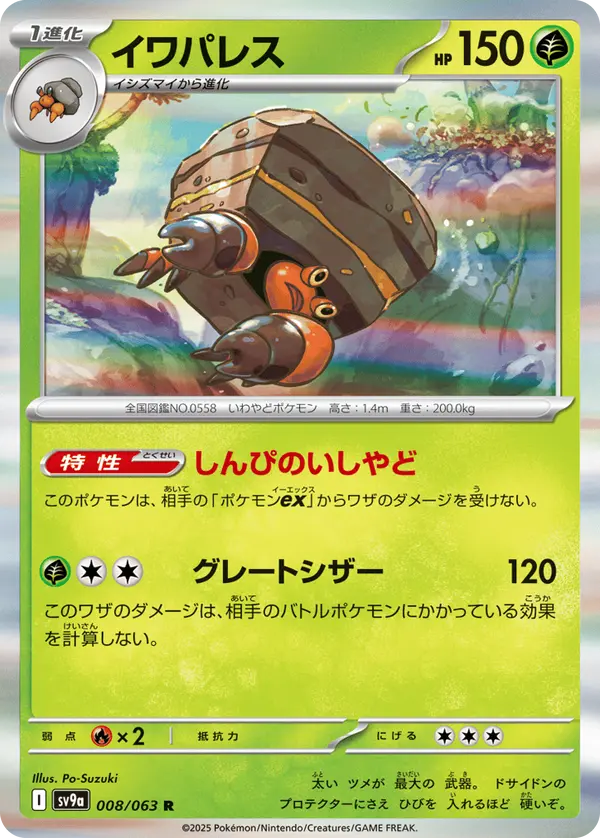 1進化 イワパレス HP 150
イシズマイから進化
全国図鑑NO.0558 いわやどポケモン 高さ:1.4m 重さ:200.0kg
特性 とくせい しんぴのいしやど
このポケモンは、相手の「ポケモンex」からワザのダメージを受けない。
グレートシザー 120
このワザのダメージは、相手のバトルポケモンにかかっている効果
を計算しない。
弱点 ×2 抵抗力 にげる
Illus. Po-Suzuki
I sv9a 008/063 R
太い ツメが 最大の 武器。 ドサイドンの
プロテクターにさえ ひびを 入れるほど 硬いぞ。
©2025 Pokémon/Nintendo/Creatures/GAME FREAK.